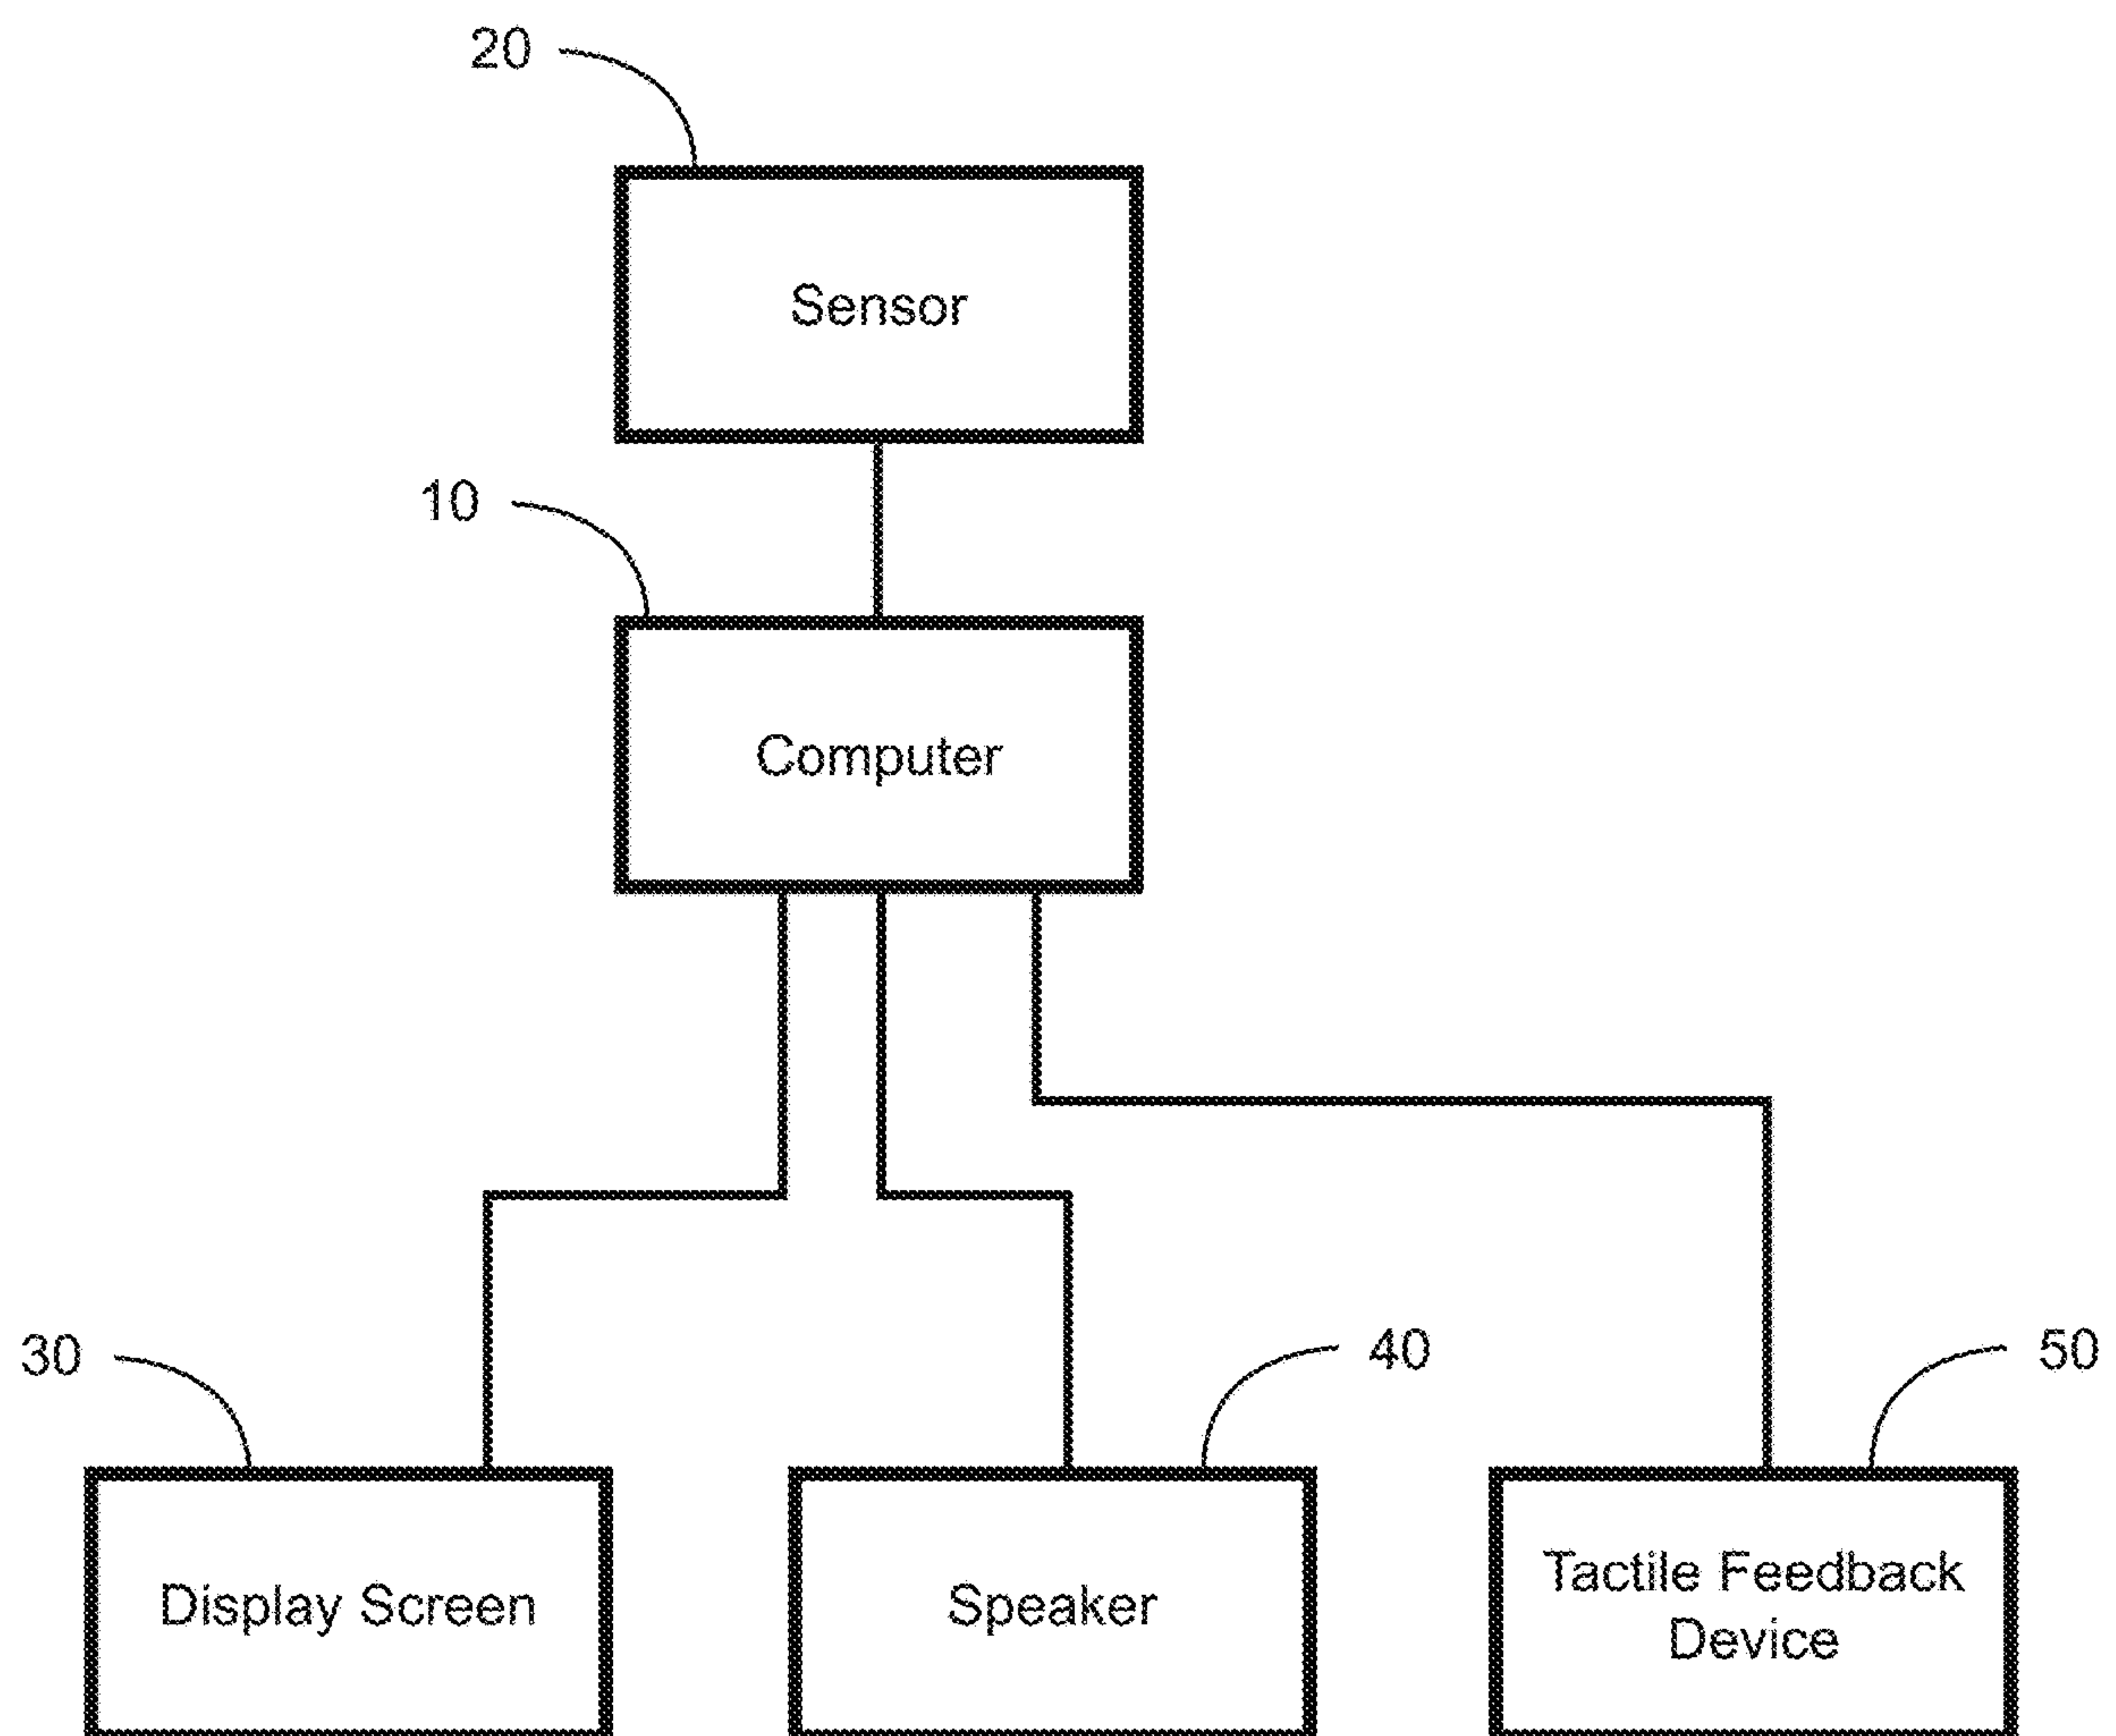 20
Sensor
10
Computer
30
40
50
Display Screen
Speaker
Tactile Feedback
Device